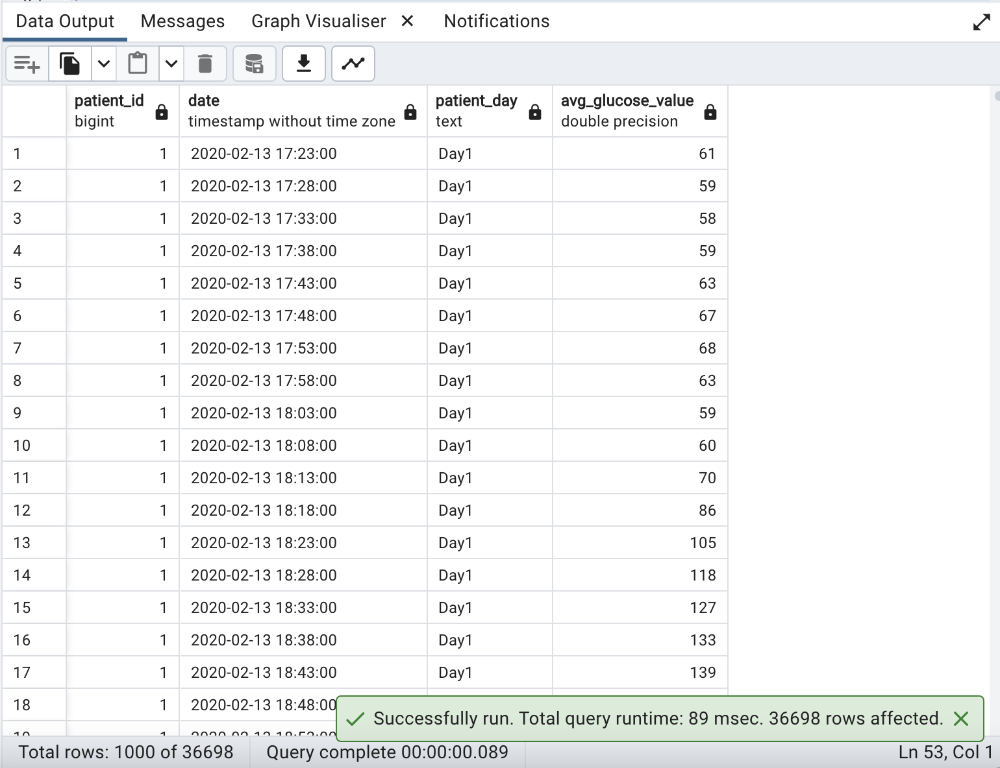 Data Output Messages Graph Visualiser Notifications
patient_id date patient_day avg_glucose_value
bigint timestamp without time zone text double precision
1 1 2020-02-13 17:23:00 Day1 61
2 1 2020-02-13 17:28:00 Day1 59
3 1 2020-02-13 17:33:00 Day1 58
4 1 2020-02-13 17:38:00 Day1 59
5 1 2020-02-13 17:43:00 Day1 63
6 1 2020-02-13 17:48:00 Day1 67
7 1 2020-02-13 17:53:00 Day1 68
8 1 2020-02-13 17:58:00 Day1 63
9 1 2020-02-13 18:03:00 Day1 59
10 1 2020-02-13 18:08:00 Day1 60
11 1 2020-02-13 18:13:00 Day1 70
12 1 2020-02-13 18:18:00 Day1 86
13 1 2020-02-13 18:23:00 Day1 105
14 1 2020-02-13 18:28:00 Day1 118
15 1 2020-02-13 18:33:00 Day1 127
16 1 2020-02-13 18:38:00 Day1 133
17 1 2020-02-13 18:43:00 Day1 139
18 1 2020-02-13 18:48:00
Successfully run. Total query runtime: 89 msec. 36698 rows affected.
Total rows: 1000 of 36698 Query complete 00:00:00.089 Ln 53, Col 1